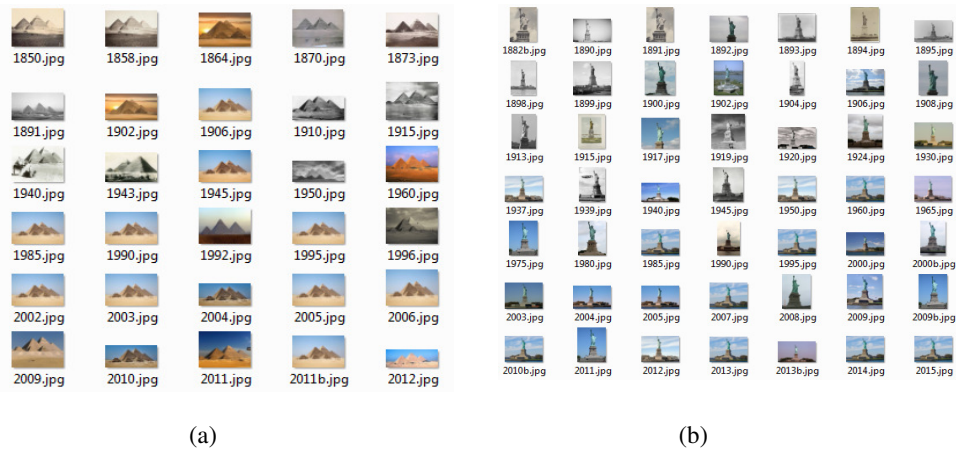 1850.jpg 1858.jpg 1864.jpg 1870.jpg 1873.jpg
1891.jpg 1902.jpg 1906.jpg 1910.jpg 1915.jpg
1940.jpg 1943.jpg 1945.jpg 1950.jpg 1960.jpg
1985.jpg 1990.jpg 1992.jpg 1995.jpg 1996.jpg
2002.jpg 2003.jpg 2004.jpg 2005.jpg 2006.jpg
2009.jpg 2010.jpg 2011.jpg 2011b.jpg 2012.jpg
(a)
1882b.jpg 1890.jpg 1891.jpg 1892.jpg 1893.jpg 1894.jpg 1895.jpg
1898.jpg 1899.jpg 1900.jpg 1902.jpg 1904.jpg 1906.jpg 1908.jpg
1913.jpg 1915.jpg 1917.jpg 1919.jpg 1920.jpg 1924.jpg 1930.jpg
1937.jpg 1939.jpg 1940.jpg 1945.jpg 1950.jpg 1960.jpg 1965.jpg
1975.jpg 1980.jpg 1985.jpg 1990.jpg 1995.jpg 2000.jpg 2000b.jpg
2003.jpg 2004.jpg 2005.jpg 2007.jpg 2008.jpg 2009.jpg 2009b.jpg
2010b.jpg 2011.jpg 2012.jpg 2013.jpg 2013b.jpg 2014.jpg 2015.jpg
(b)